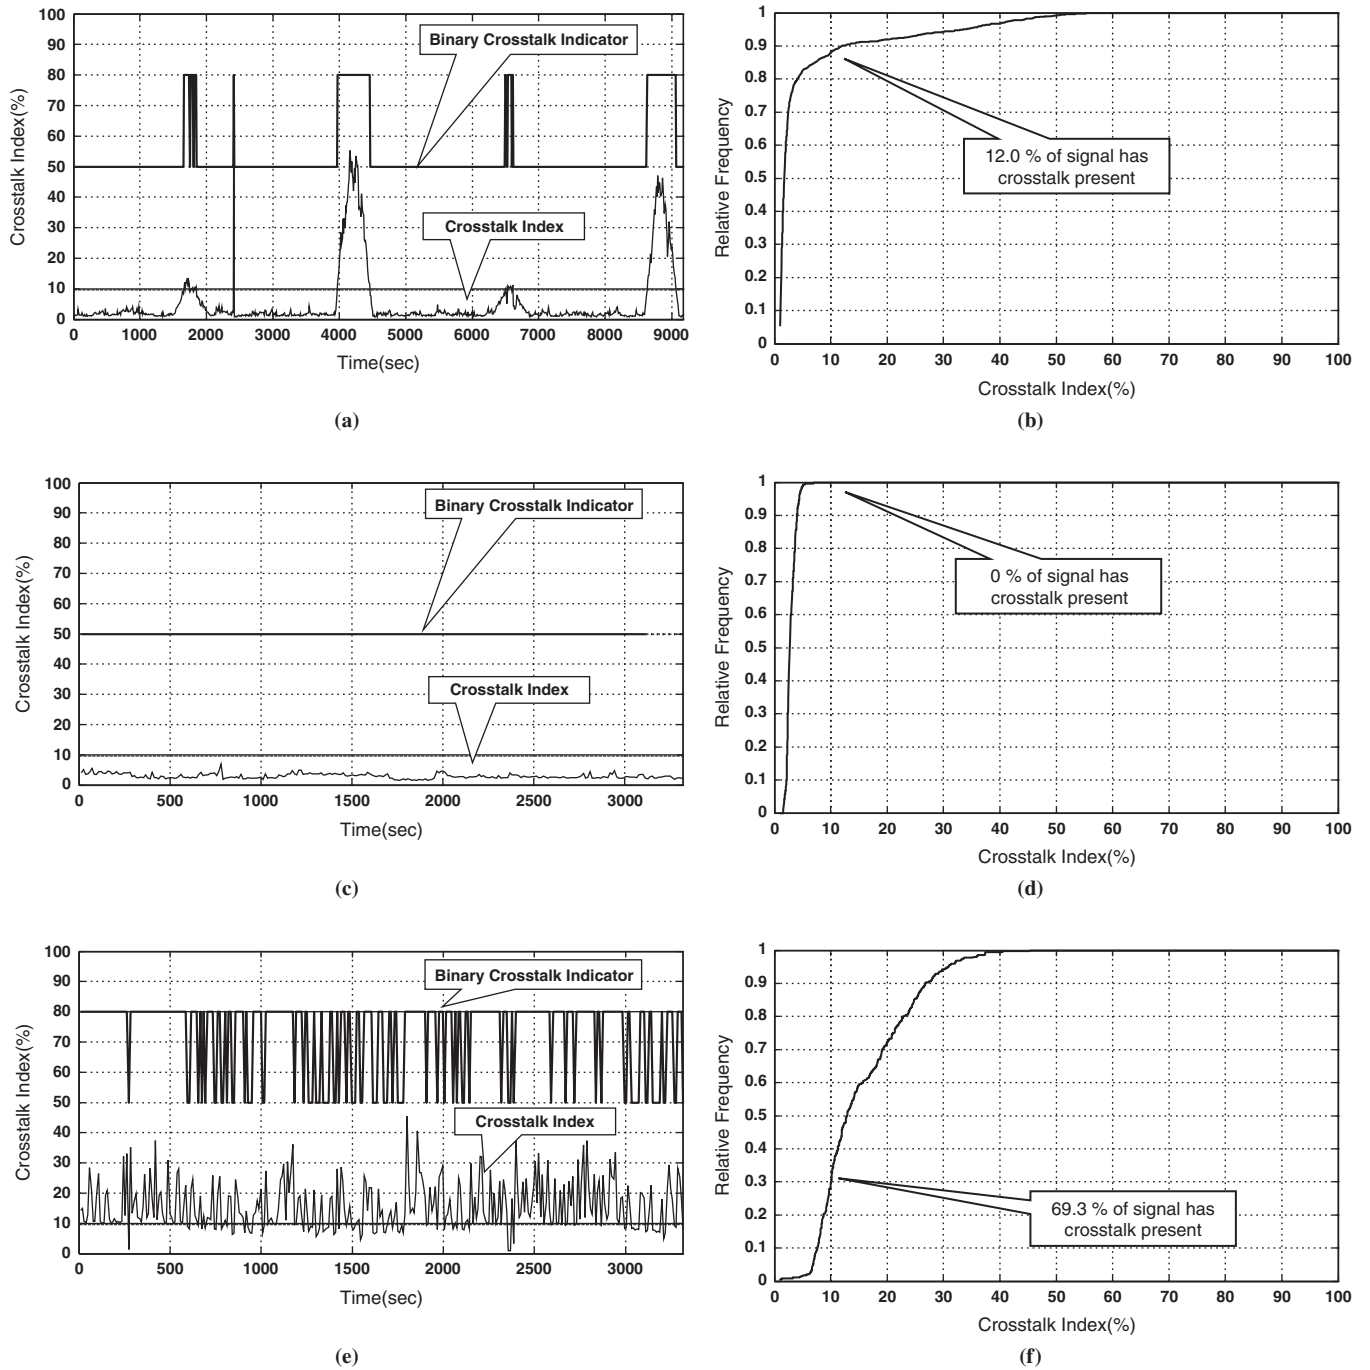 100
90
80
70
60
50
40
30
20
10
0
Crosstalk Index(%)
Binary Crosstalk Indicator
Crosstalk Index
0 1000 2000 3000 4000 5000 6000 7000 8000 9000
Time(sec)
(a)
1
0.9
0.8
0.7
0.6
0.5
0.4
0.3
0.2
0.1
0
Relative Frequency
12.0 % of signal has
crosstalk present
0 10 20 30 40 50 60 70 80 90 100
Crosstalk Index(%)
(b)
100
90
80
70
60
50
40
30
20
10
0
Crosstalk Index(%)
Binary Crosstalk Indicator
Crosstalk Index
0 500 1000 1500 2000 2500 3000
Time(sec)
(c)
1
0.9
0.8
0.7
0.6
0.5
0.4
0.3
0.2
0.1
0
Relative Frequency
0 % of signal has
crosstalk present
0 10 20 30 40 50 60 70 80 90 100
Crosstalk Index(%)
(d)
100
90
80
70
60
50
40
30
20
10
0
Crosstalk Index(%)
Binary Crosstalk Indicator
Crosstalk Index
0 500 1000 1500 2000 2500 3000
Time(sec)
(e)
1
0.9
0.8
0.7
0.6
0.5
0.4
0.3
0.2
0.1
0
Relative Frequency
69.3 % of signal has
crosstalk present
0 10 20 30 40 50 60 70 80 90 100
Crosstalk Index(%)
(f)